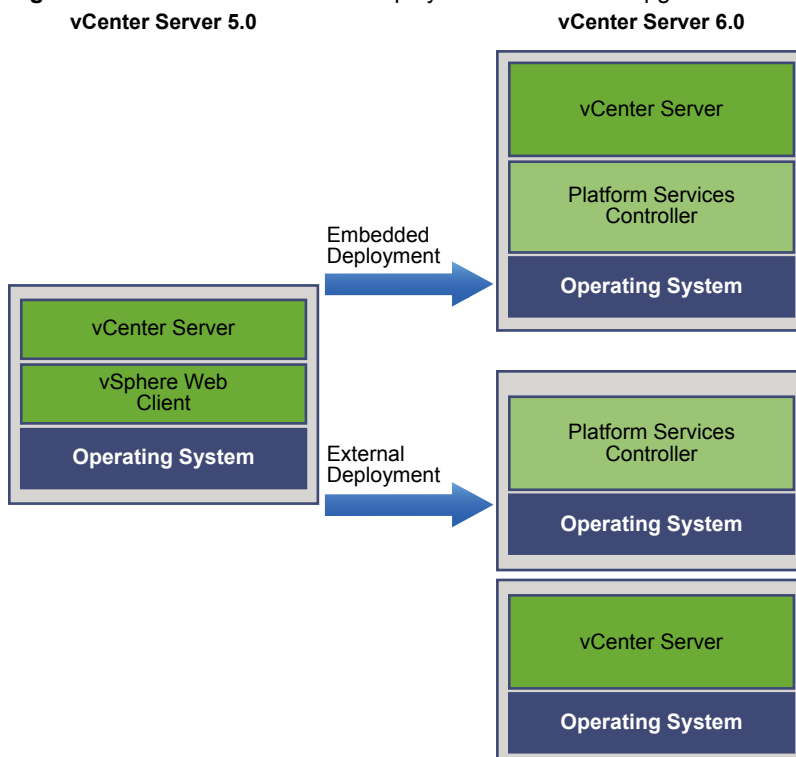 vCenter Server 5.0
vCenter Server 6.0
vCenter Server
Platform Services
Controller
Operating System
Embedded
Deployment
vCenter Server
vSphere Web
Client
Operating System
External
Deployment
Platform Services
Controller
Operating System
vCenter Server
Operating System